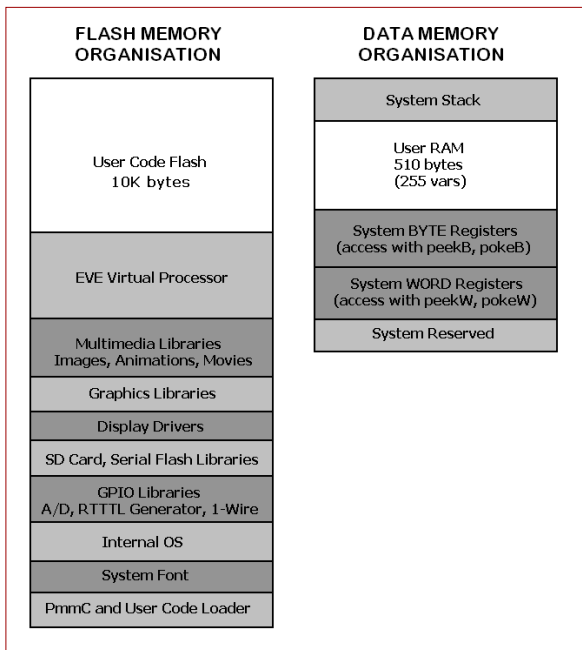 FLASH MEMORY
ORGANISATION
User Code Flash
10K bytes
EVE Virtual Processor
Multimedia Libraries
Images, Animations, Movies
Graphics Libraries
Display Drivers
SD Card, Serial Flash Libraries
GPIO Libraries
A/D, RTTTL Generator, 1-Wire
Internal OS
System Font
PmmC and User Code Loader
DATA MEMORY
ORGANISATION
System Stack
User RAM
510 bytes
(255 vars)
System BYTE Registers
(access with peekB, pokeB)
System WORD Registers
(access with peekW, pokeW)
System Reserved